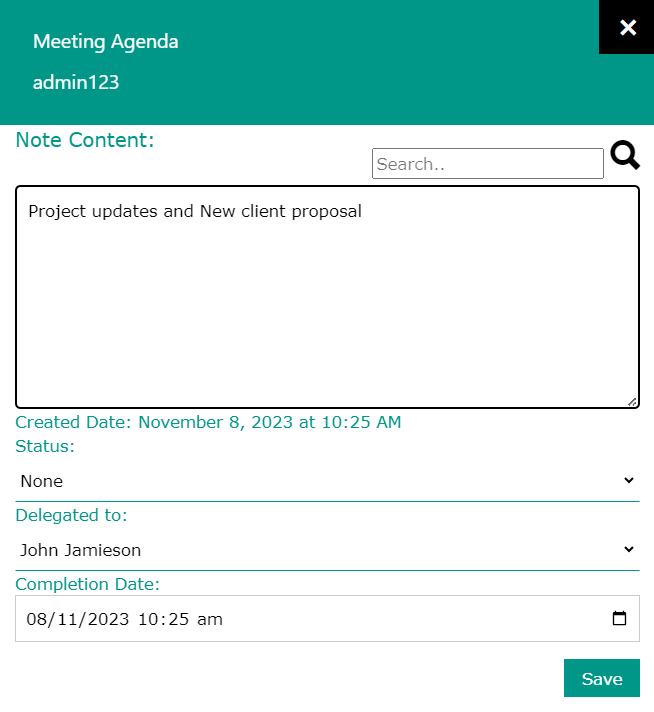 Meeting Agenda
admin123
Note Content:
Search..
Project updates and New client proposal
Created Date: November 8, 2023 at 10:25 AM
Status:
None
Delegated to:
John Jamieson
Completion Date:
08/11/2023 10:25 am
Save